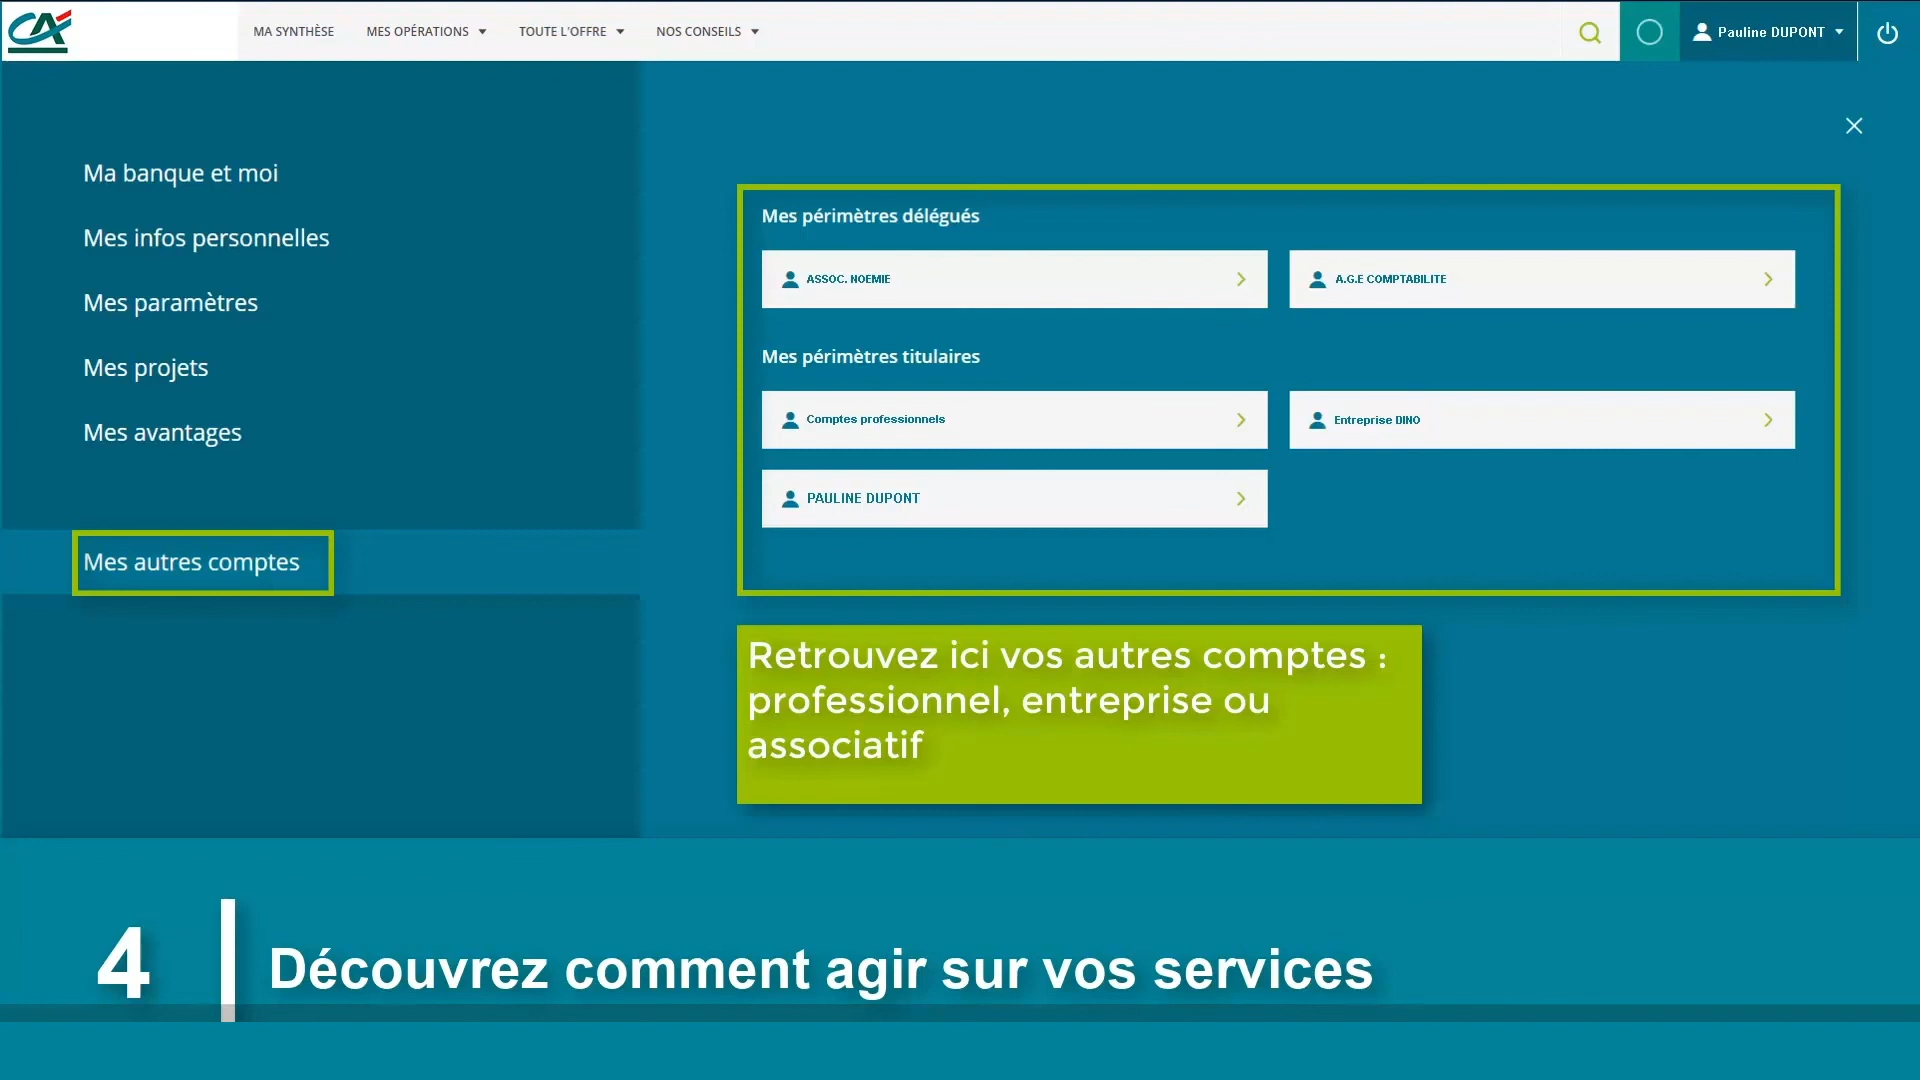 CA
MA SYNTHÈSE
MES OPÉRATIONS
TOUTE L'OFFRE
NOS CONSEILS
Pauline DUPONT
Ma banque et moi
Mes infos personnelles
Mes paramètres
Mes projets
Mes avantages
Mes autres comptes
Mes périmètres délégués
ASSOC. NOEMIE
A.G.E COMPTABILITE
Mes périmètres titulaires
Comptes professionnels
Entreprise DINO
PAULINE DUPONT
Retrouvez ici vos autres comptes :
professionnel, entreprise ou
associatif
4
Découvrez comment agir sur vos services